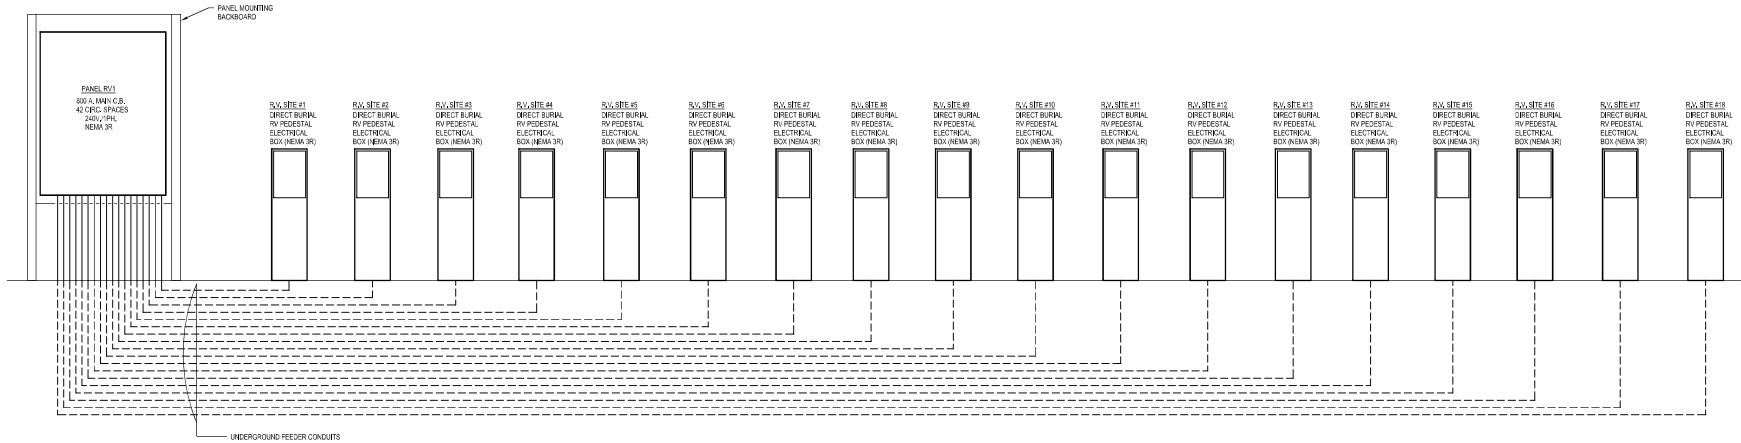 PANEL MOUNTING
BACKBOARD
PANEL RV1
800 A. MAIN C.B.
42 CIRC. SPACES
240V, 1PH.
NEMA 3R
R.V. SITE #1
DIRECT BURIAL
RV PEDESTAL
ELECTRICAL
BOX (NEMA 3R)
R.V. SITE #2
DIRECT BURIAL
RV PEDESTAL
ELECTRICAL
BOX (NEMA 3R)
R.V. SITE #3
DIRECT BURIAL
RV PEDESTAL
ELECTRICAL
BOX (NEMA 3R)
R.V. SITE #4
DIRECT BURIAL
RV PEDESTAL
ELECTRICAL
BOX (NEMA 3R)
R.V. SITE #5
DIRECT BURIAL
RV PEDESTAL
ELECTRICAL
BOX (NEMA 3R)
R.V. SITE #6
DIRECT BURIAL
RV PEDESTAL
ELECTRICAL
BOX (NEMA 3R)
R.V. SITE #7
DIRECT BURIAL
RV PEDESTAL
ELECTRICAL
BOX (NEMA 3R)
R.V. SITE #8
DIRECT BURIAL
RV PEDESTAL
ELECTRICAL
BOX (NEMA 3R)
R.V. SITE #9
DIRECT BURIAL
RV PEDESTAL
ELECTRICAL
BOX (NEMA 3R)
R.V. SITE #10
DIRECT BURIAL
RV PEDESTAL
ELECTRICAL
BOX (NEMA 3R)
R.V. SITE #11
DIRECT BURIAL
RV PEDESTAL
ELECTRICAL
BOX (NEMA 3R)
R.V. SITE #12
DIRECT BURIAL
RV PEDESTAL
ELECTRICAL
BOX (NEMA 3R)
R.V. SITE #13
DIRECT BURIAL
RV PEDESTAL
ELECTRICAL
BOX (NEMA 3R)
R.V. SITE #14
DIRECT BURIAL
RV PEDESTAL
ELECTRICAL
BOX (NEMA 3R)
R.V. SITE #15
DIRECT BURIAL
RV PEDESTAL
ELECTRICAL
BOX (NEMA 3R)
R.V. SITE #16
DIRECT BURIAL
RV PEDESTAL
ELECTRICAL
BOX (NEMA 3R)
R.V. SITE #17
DIRECT BURIAL
RV PEDESTAL
ELECTRICAL
BOX (NEMA 3R)
R.V. SITE #18
DIRECT BURIAL
RV PEDESTAL
ELECTRICAL
BOX (NEMA 3R)
UNDERGROUND FEEDER CONDUITS